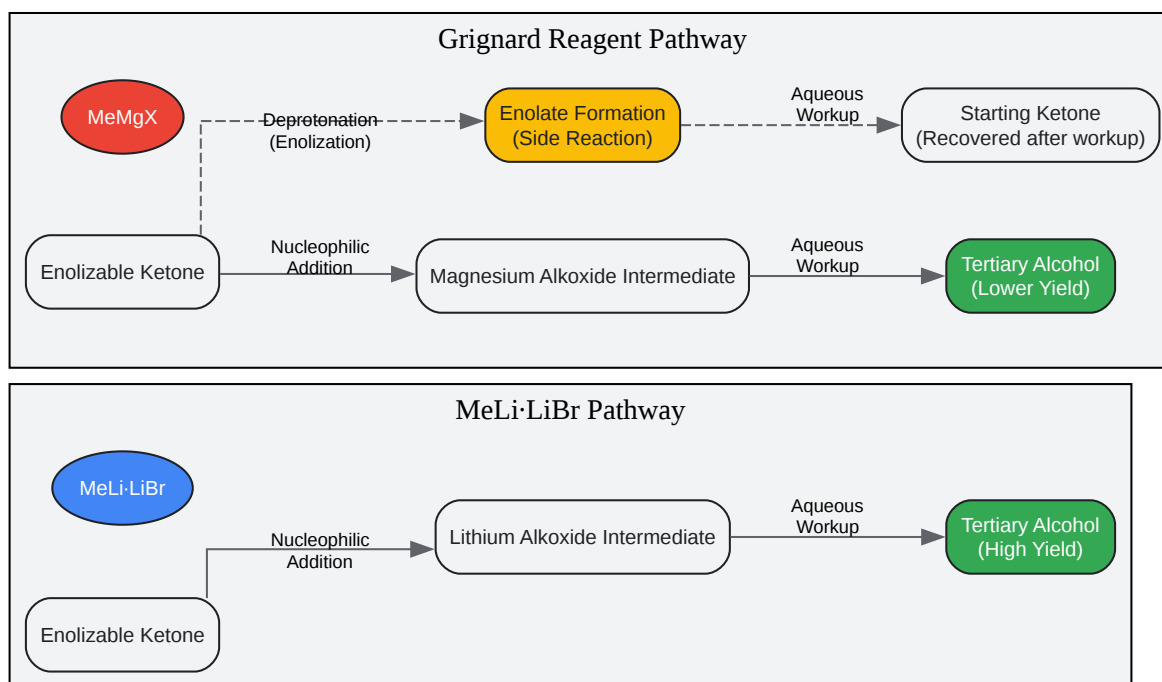 Grignard Reagent Pathway
MeMgX
Deprotonation
(Enolization)
Enolate Formation
(Side Reaction)
Aqueous
Workup
Starting Ketone
(Recovered after workup)
Enolizable Ketone
Nucleophilic
Addition
Magnesium Alkoxide Intermediate
Aqueous
Workup
Tertiary Alcohol
(Lower Yield)
MeLi·LiBr Pathway
MeLi·LiBr
Nucleophilic
Addition
Lithium Alkoxide Intermediate
Aqueous
Workup
Tertiary Alcohol
(High Yield)
Enolizable Ketone